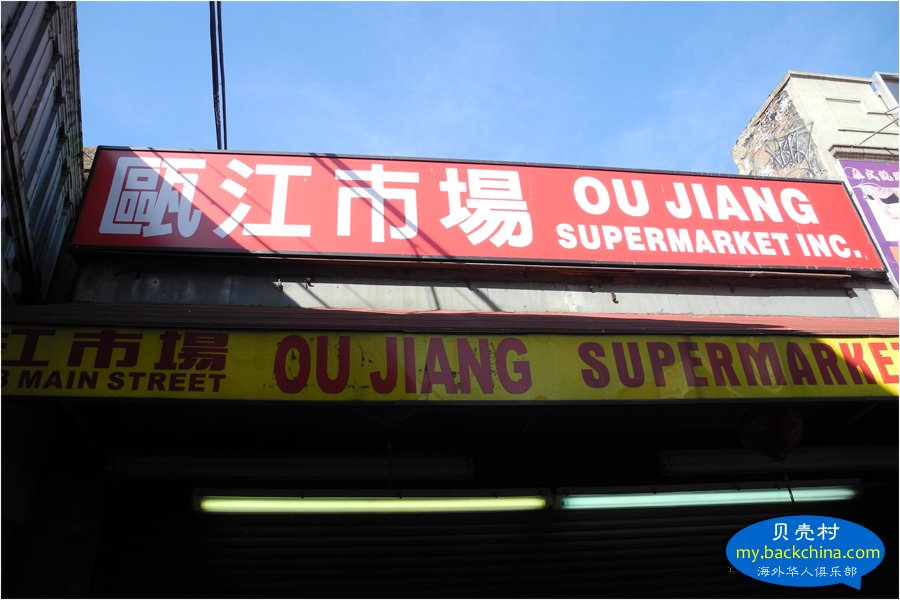 甌江市場
OU JIANG
SUPERMARKET INC.
江市場
MAIN STREET
OU JIANG SUPERMARKET
贝壳村
my.backchina.com
海外华人俱乐部